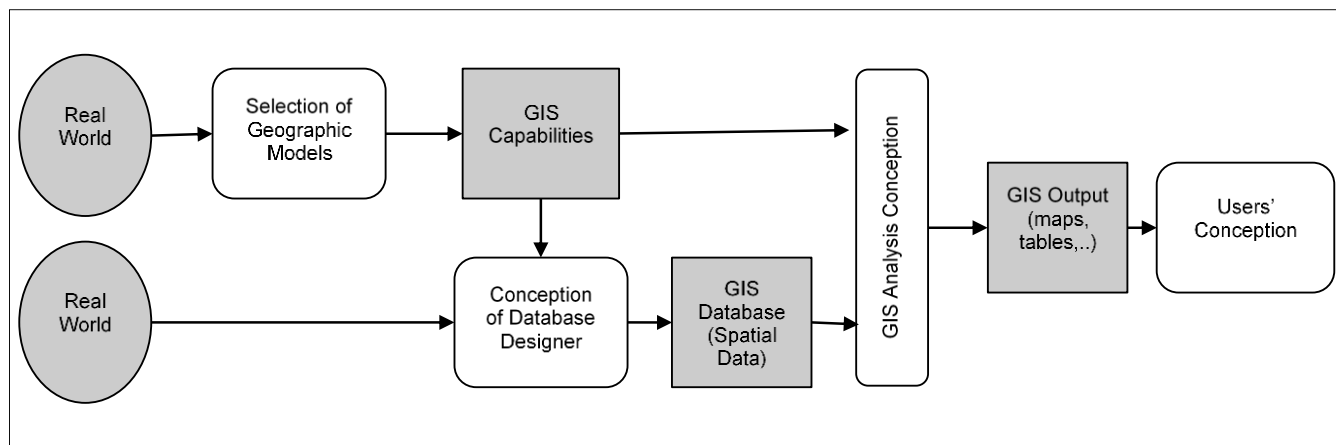 Real
World
Selection of
Geographic
Models
GIS
Capabilities
Real
World
Conception
of Database
Designer
GIS
Database
(Spatial
Data)
GIS Analysis Conception
GIS Output
(maps,
tables,..)
Users’
Conception